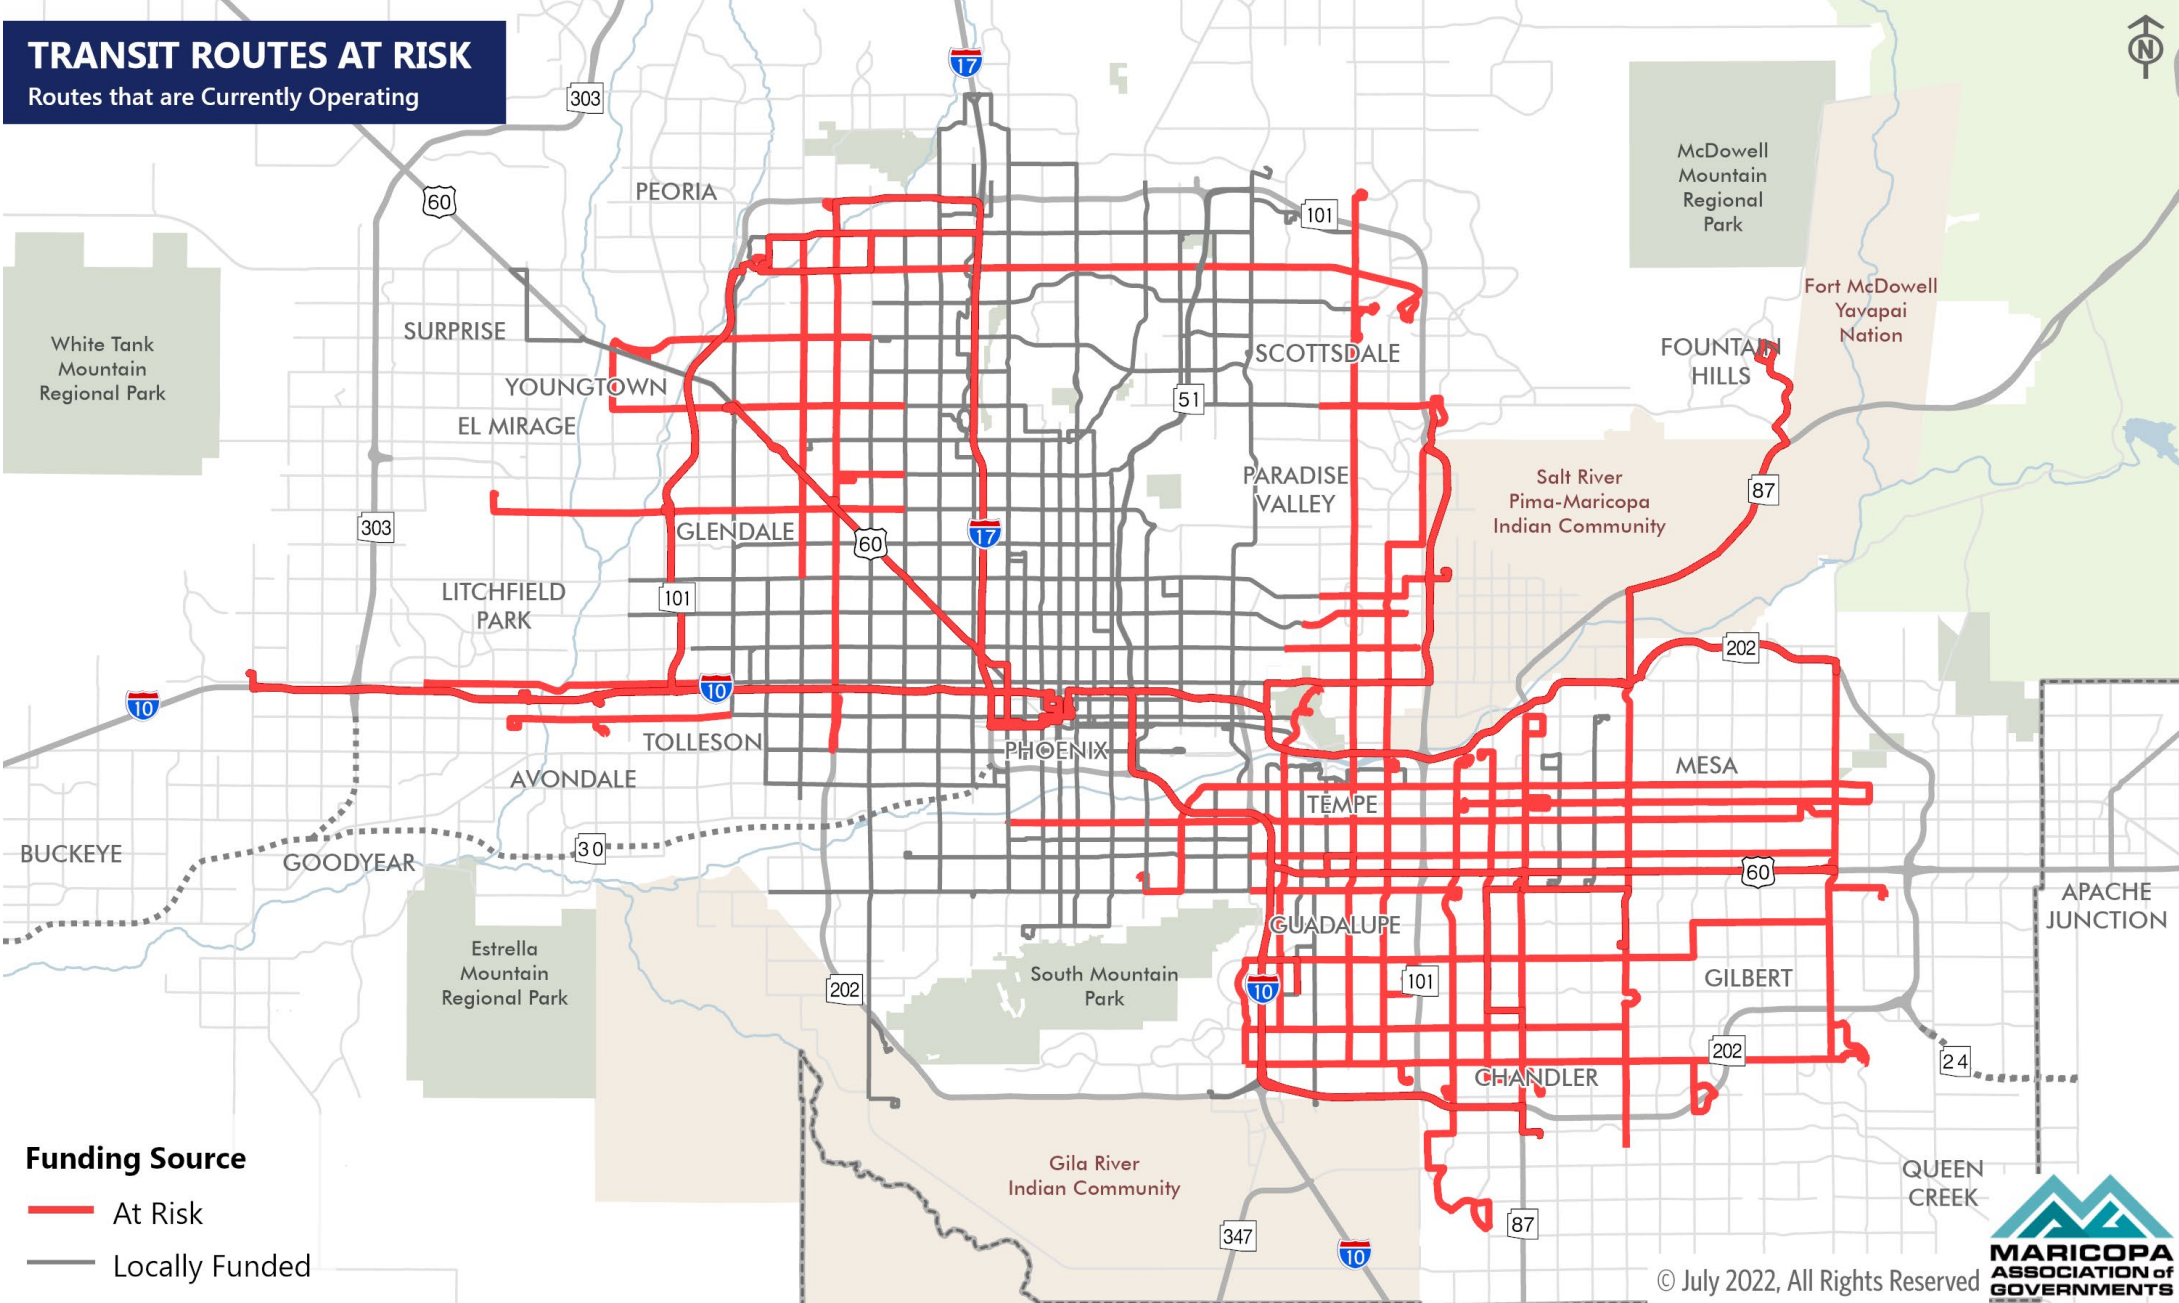 TRANSIT ROUTES AT RISK
Routes that are Currently Operating
N
17
303
McDowell
Mountain
Regional
Park
60
PEORIA
101
Fort McDowell
Yavapai
Nation
White Tank
Mountain
Regional Park
SURPRISE
SCOTTSDALE
FOUNTAIN
HILLS
YOUNGTOWN
51
EL MIRAGE
PARADISE
VALLEY
Salt River
Pima-Maricopa
Indian Community
87
303
GLENDALE
60
17
LITCHFIELD
PARK
101
202
10
10
TOLLESON
PHOENIX
MESA
AVONDALE
TEMPE
BUCKEYE
GOODYEAR
30
60
APACHE
JUNCTION
GUADALUPE
Estrella
Mountain
Regional Park
South Mountain
Park
202
10
101
GILBERT
202
24
CHANDLER
Funding Source
At Risk
Locally Funded
Gila River
Indian Community
QUEEN
CREEK
347
10
87
© July 2022, All Rights Reserved
MARICOPA
ASSOCIATION of
GOVERNMENTS